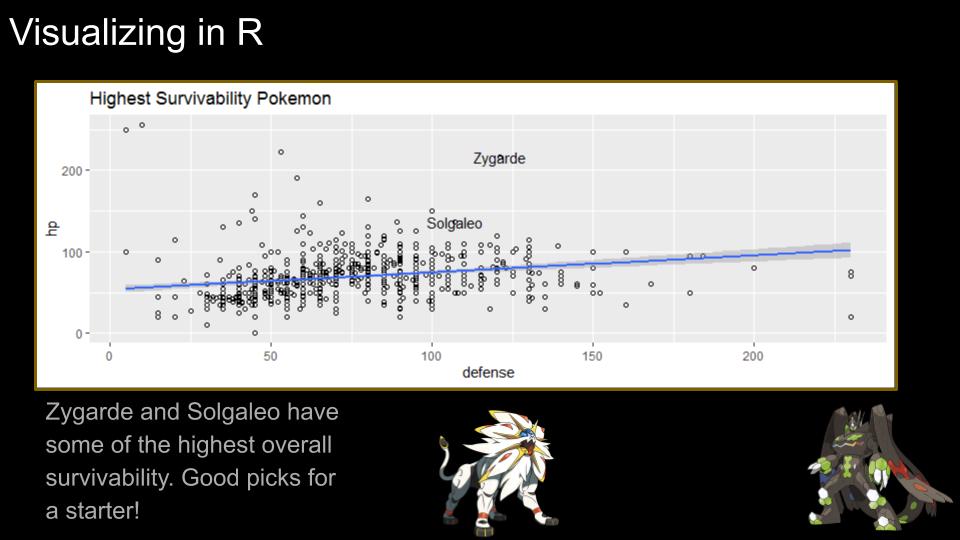 Visualizing in R
Highest Survivability Pokemon
200
100
0
hp
Zygarde
Solgaleo
0 50 100 150 200
defense
Zygarde and Solgaleo have
some of the highest overall
survivability. Good picks for
a starter!